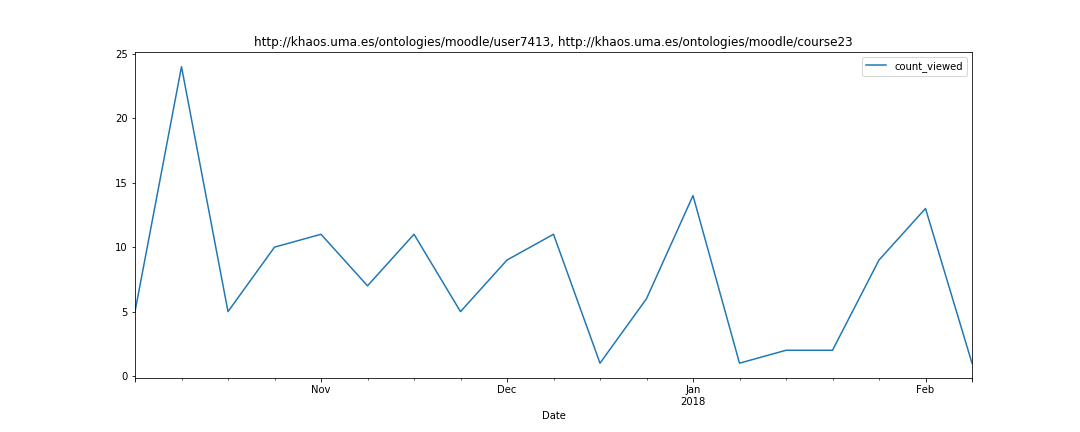 http://khaos.uma.es/ontologies/moodle/user7413, http://khaos.uma.es/ontologies/moodle/course23
count_viewed
25
20
15
10
5
0
Nov
Dec
Jan
2018
Feb
Date